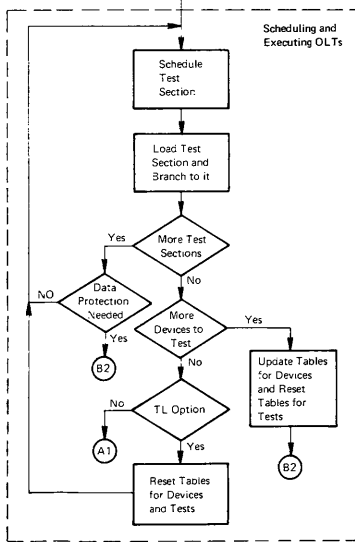 Scheduling and
Executing OLTs
Schedule
Test
Section
Load Test
Section and
Branch to it
More Test
Sections
Yes
No
Data
Protection
Needed
NO
Yes
B2
More
Devices to
Test
Yes
No
Update Tables
for Devices
and Reset
Tables for
Tests
B2
TL Option
No
A1
Yes
Reset Tables
for Devices
and Tests